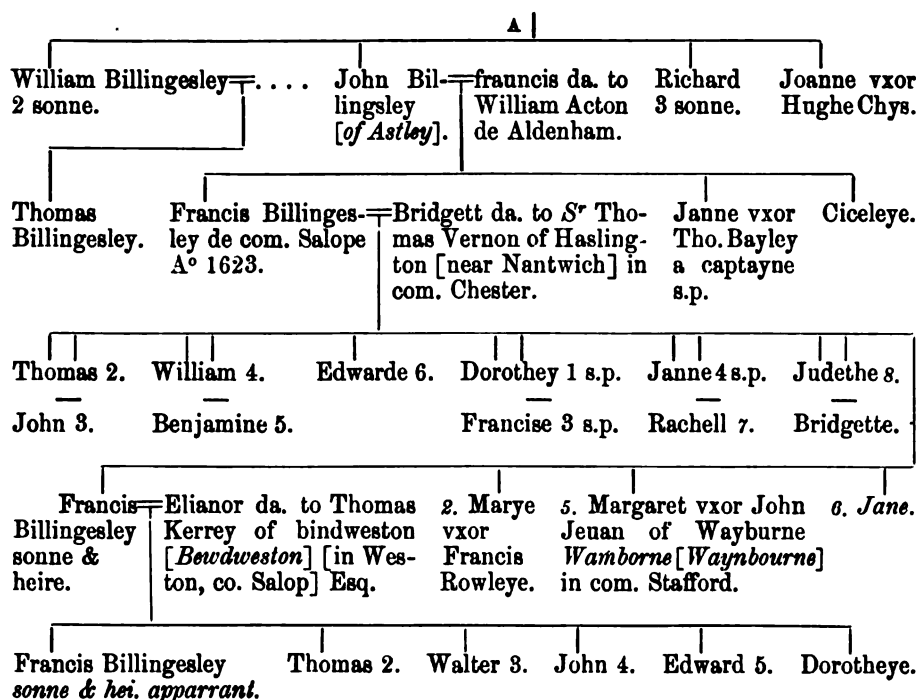 A
William Billingesley=. . . . John Bil-=frauncis da. to Richard Joanne vxor
2 sonne. lingsley William Acton 3 sonne. Hughe Chys.
[of Astley]. de Aldenham.
Thomas Francis Billinges-=Bridgett da. to Sr Tho- Janne vxor Ciceleye.
Billingesley. ley de com. Salope mas Vernon of Hasling- Tho. Bayley
Ao 1623. ton [near Nantwich] in a captayne
com. Chester. s.p.
Thomas 2. William 4. Edwarde 6. Dorothey 1 s.p. Janne 4 s.p. Judethe 8.
John 3. Benjamine 5. Francise 3 s.p. Rachell 7. Bridgette.
Francis=Elianor da. to Thomas 2. Marye 5. Margaret vxor John 6. Jane.
Billingesley Kerrey of bindweston vxor Jeuan of Wayburne
sonne & [Bewdweston] [in Wes- Francis Wamborne [Waynbourne]
heire. ton, co. Salop] Esq. Rowleye. in com. Stafford.
Francis Billingesley Thomas 2. Walter 3. John 4. Edward 5. Dorotheye.
sonne & hei. apparrant.